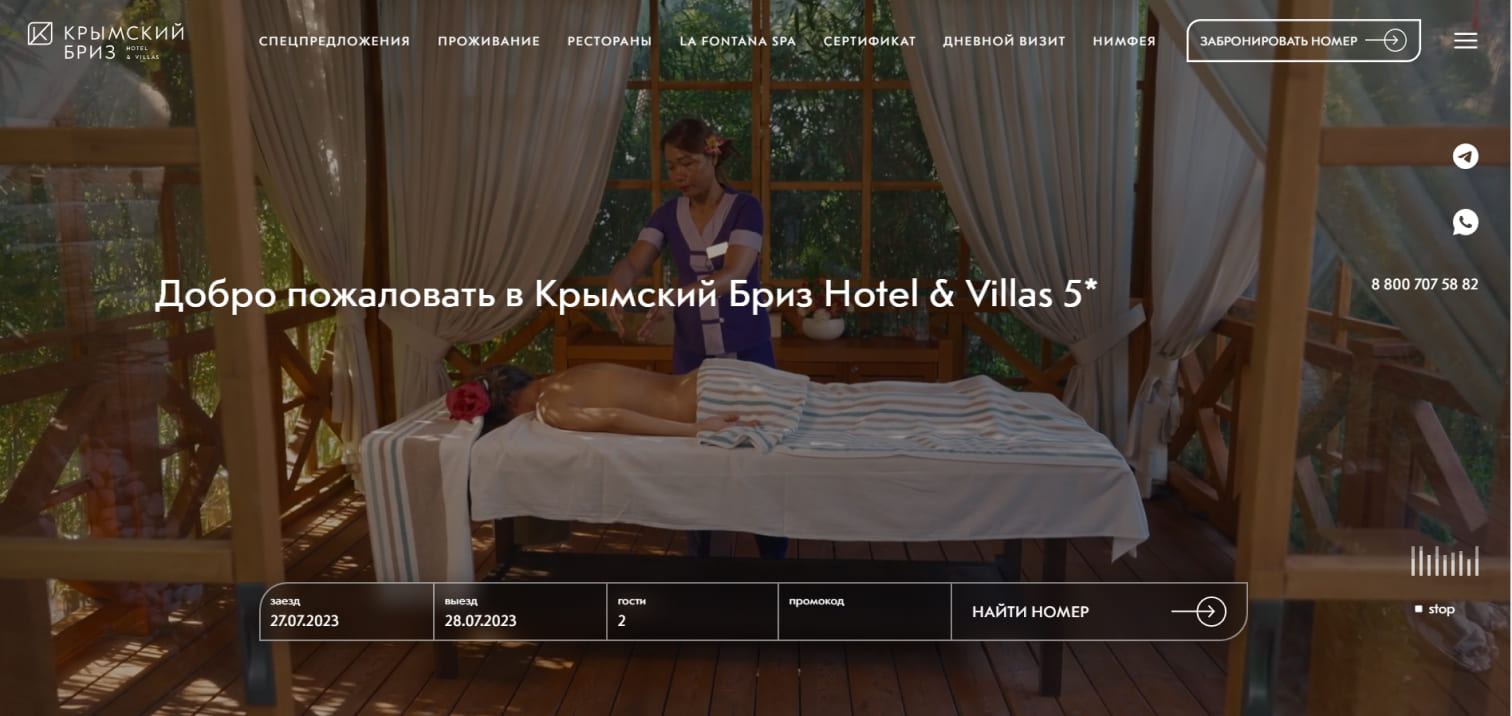 КРЫМСКИЙ
БРИЗ HOTEL & VILLAS
СПЕЦПРЕДЛОЖЕНИЯ ПРОЖИВАНИЕ РЕСТОРАНЫ LA FONTANA SPA СЕРТИФИКАТ ДНЕВНОЙ ВИЗИТ НИМФЕЯ ЗАБРОНИРОВАТЬ НОМЕР
Добро пожаловать в Крымский Бриз Hotel & Villas 5*
8 800 707 58 82
заезд выезд гости промокод
27.07.2023 28.07.2023 2
НАЙТИ НОМЕР
stop